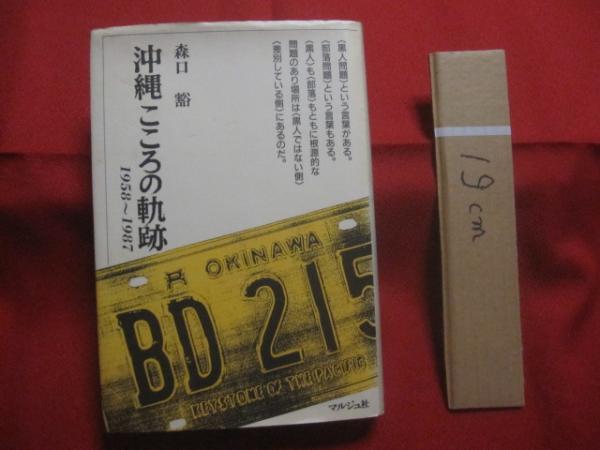 〈黒人問題〉という言葉がある。
〈部落問題〉という言葉もある。
〈黒人〉も〈部落〉もともに根源的な
問題のあり場所は〈黒人ではない側〉
〈差別している側〉にあるのだ。
森口 豁
沖縄 こころの軌跡
1958~1987
R OKINAWA
BD 215
KEYSTONE OF THE PACIFIC
マルジュ社
19cm